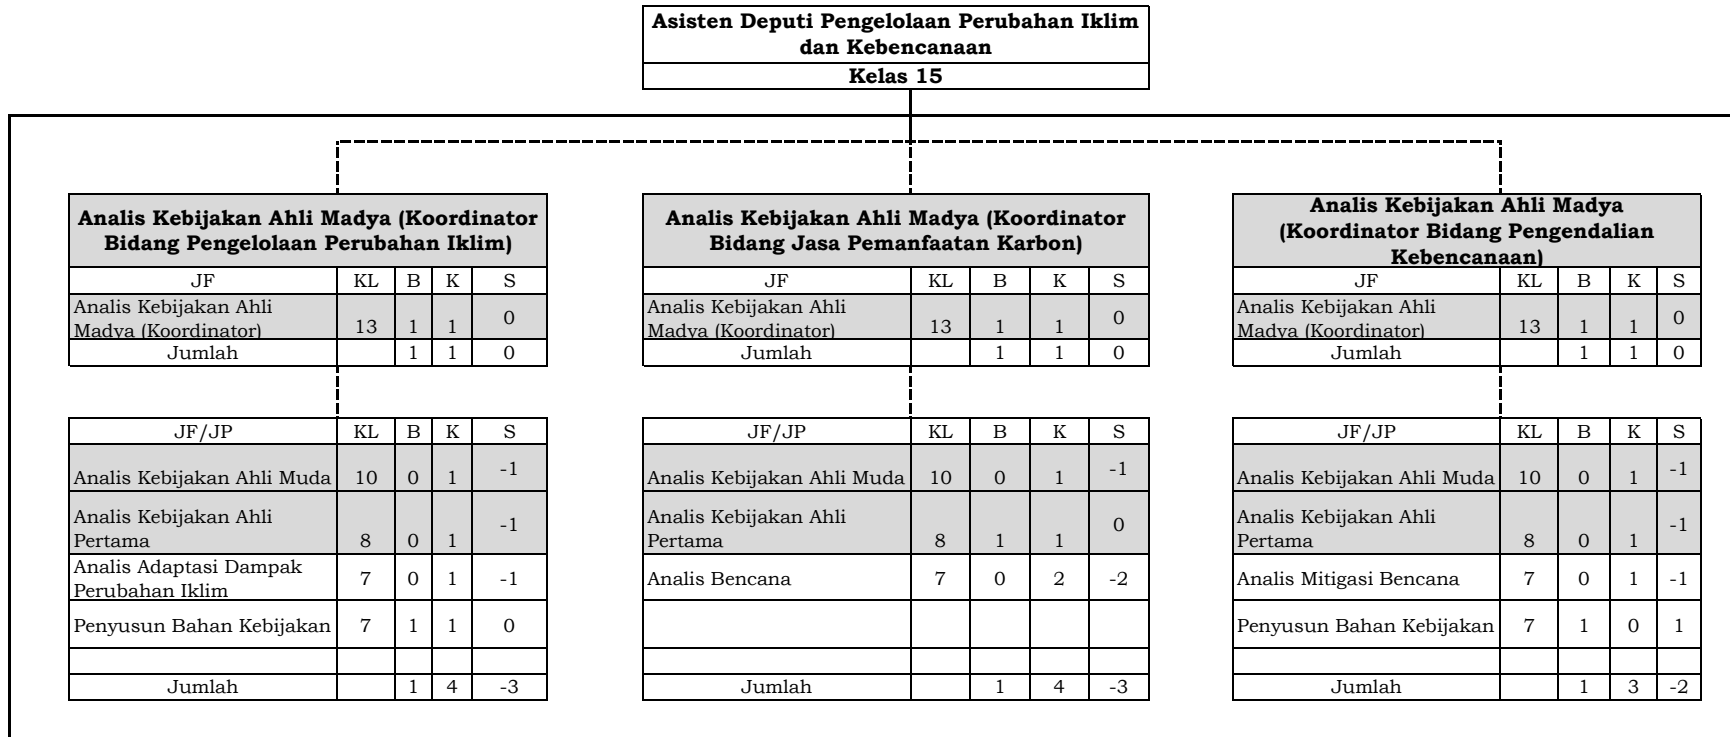 Asisten Deputi Pengelolaan Perubahan Iklim
dan Kebencanaan
Kelas 15
Analis Kebijakan Ahli Madya (Koordinator
Bidang Pengelolaan Perubahan Iklim)
JF KL B K S
Analis Kebijakan Ahli
Madya (Koordinator) 13 1 1 0
Jumlah 1 1 0
JF/JP KL B K S
Analis Kebijakan Ahli Muda 10 0 1 -1
Analis Kebijakan Ahli
Pertama 8 0 1 -1
Analis Adaptasi Dampak
Perubahan Iklim 7 0 1 -1
Penyusun Bahan Kebijakan 7 1 1 0
Jumlah 1 4 -3
Analis Kebijakan Ahli Madya (Koordinator
Bidang Jasa Pemanfaatan Karbon)
JF KL B K S
Analis Kebijakan Ahli
Madya (Koordinator) 13 1 1 0
Jumlah 1 1 0
JF/JP KL B K S
Analis Kebijakan Ahli Muda 10 0 1 -1
Analis Kebijakan Ahli
Pertama 8 1 1 0
Analis Bencana 7 0 2 -2
Jumlah 1 4 -3
Analis Kebijakan Ahli Madya
(Koordinator Bidang Pengendalian
Kebencanaan)
JF KL B K S
Analis Kebijakan Ahli
Madya (Koordinator) 13 1 1 0
Jumlah 1 1 0
JF/JP KL B K S
Analis Kebijakan Ahli Muda 10 0 1 -1
Analis Kebijakan Ahli
Pertama 8 0 1 -1
Analis Mitigasi Bencana 7 0 1 -1
Penyusun Bahan Kebijakan 7 1 0 1
Jumlah 1 3 -2